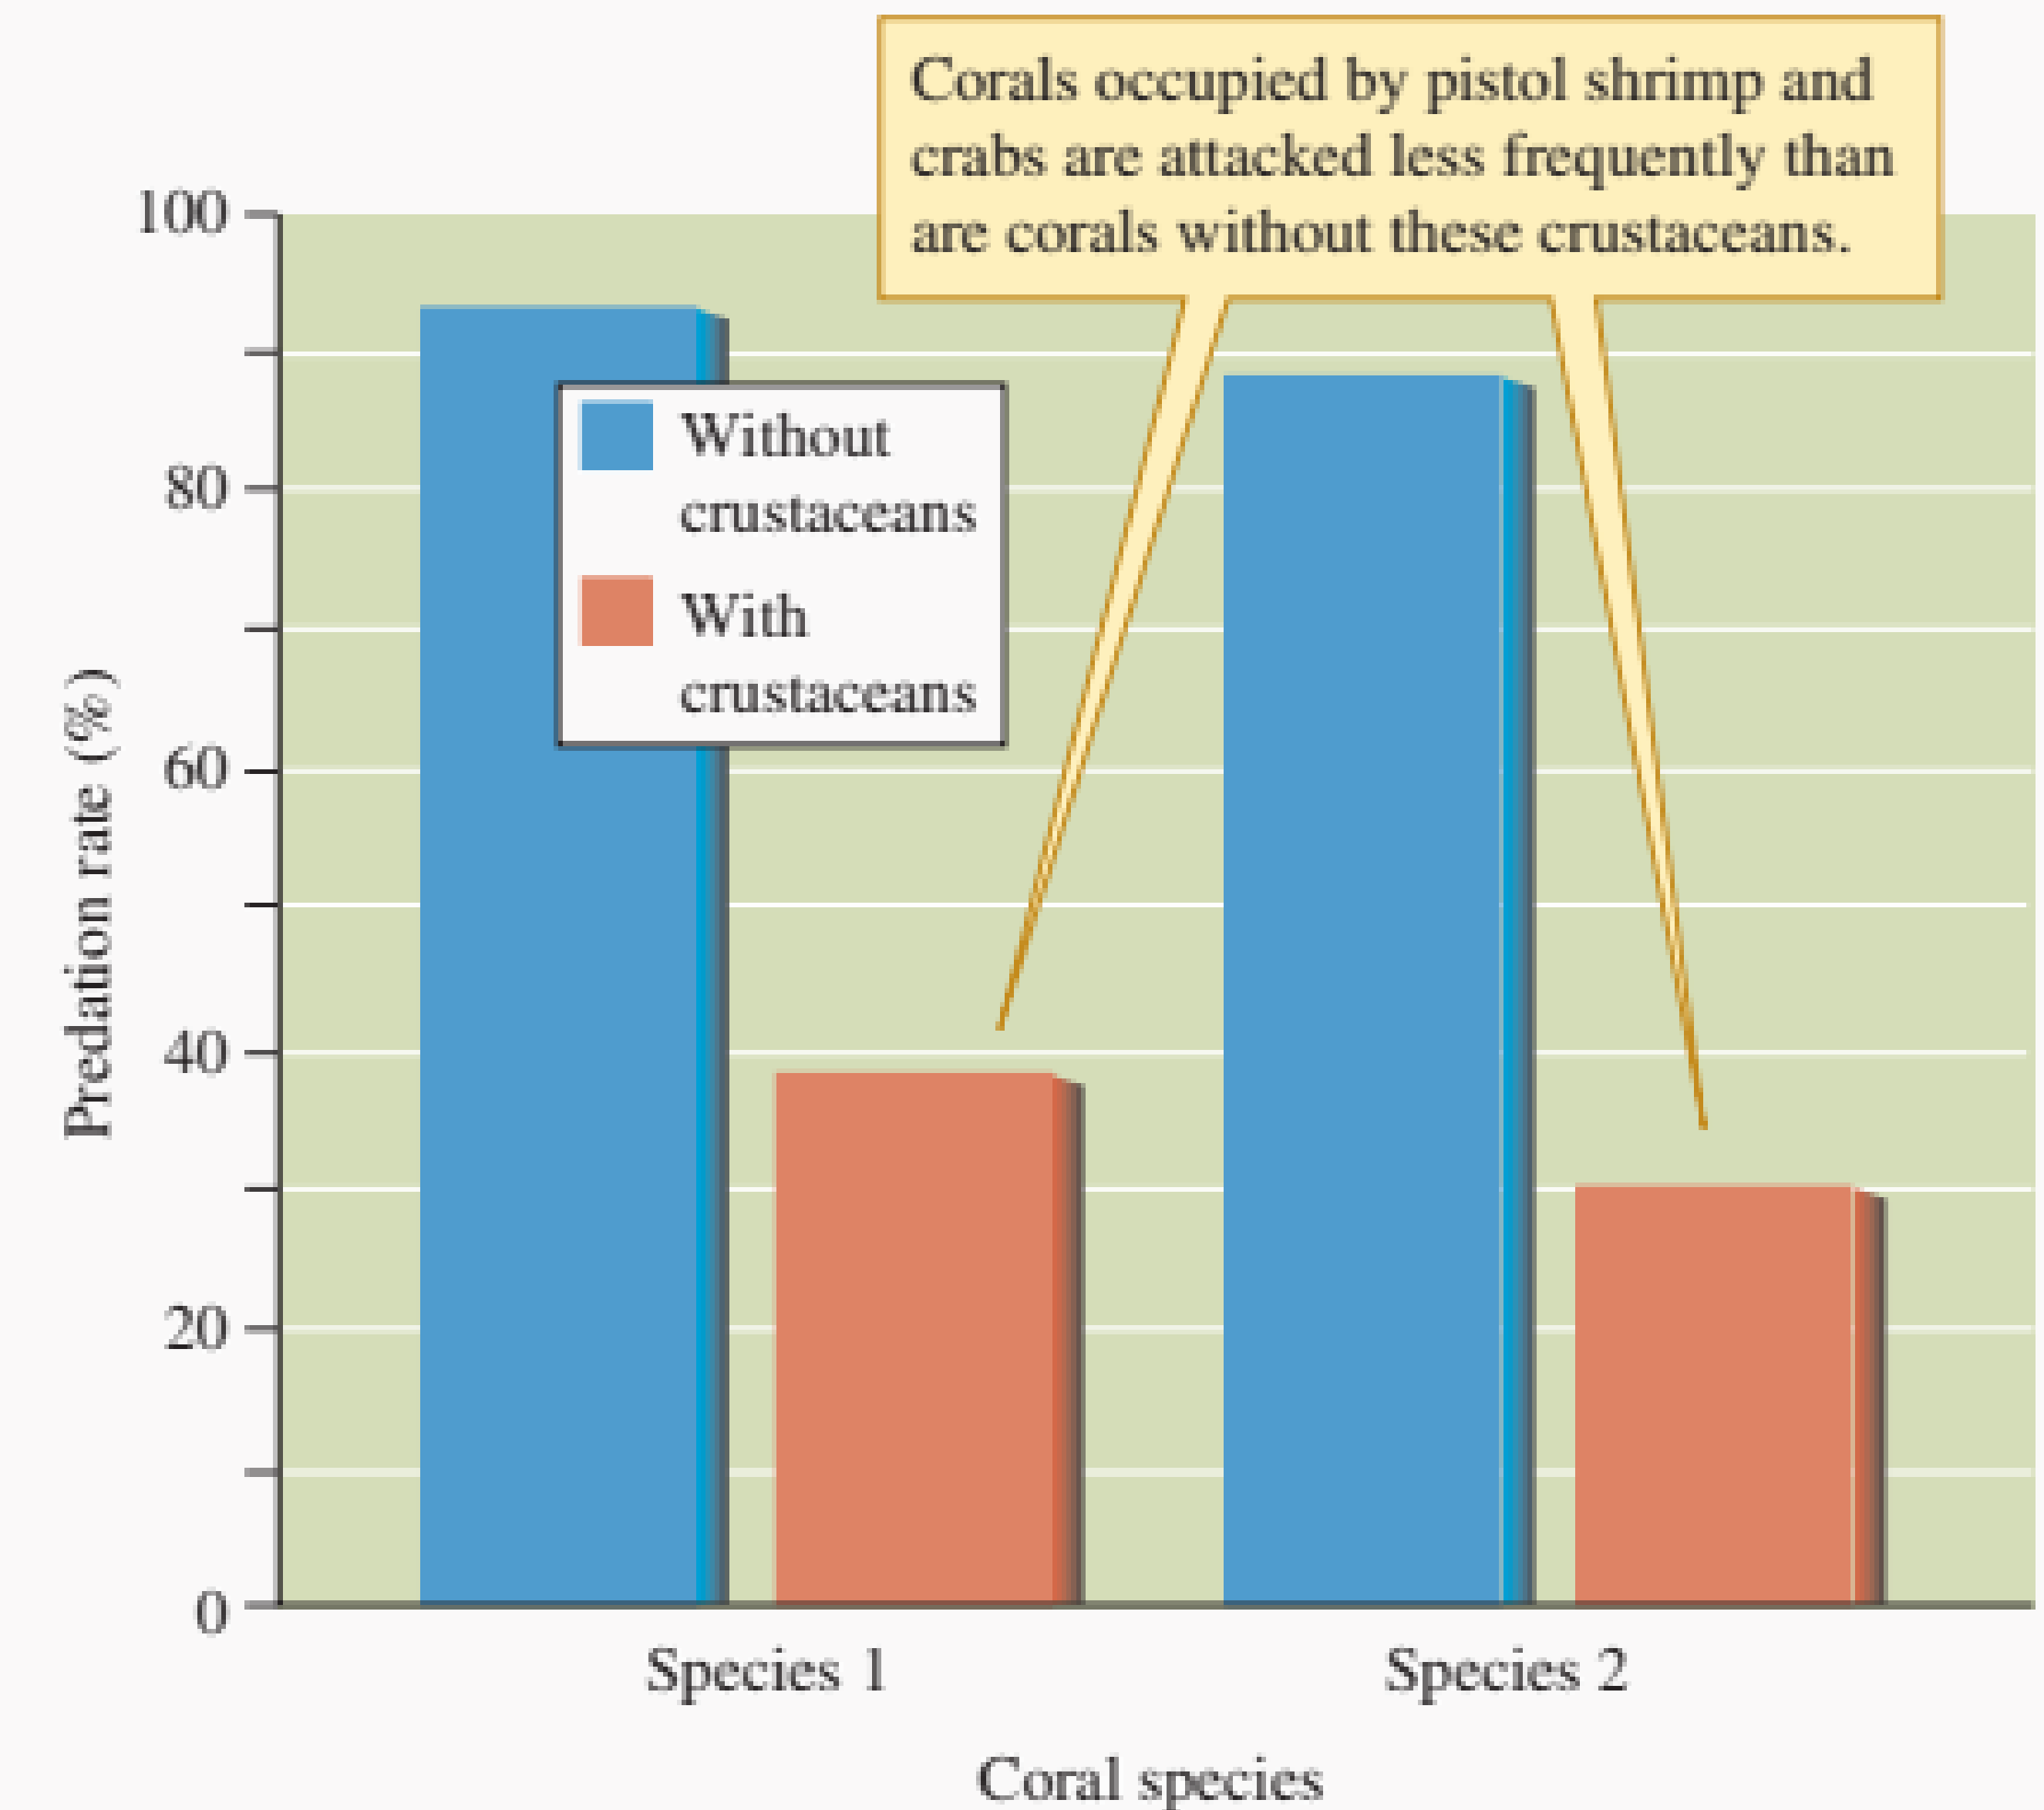 Corals occupied by pistol shrimp and
crabs are attacked less frequently than
are corals without these crustaceans.
100
80
60
40
20
0
Predation rate (%)
Without
crustaceans
With
crustaceans
Species 1
Species 2
Coral species